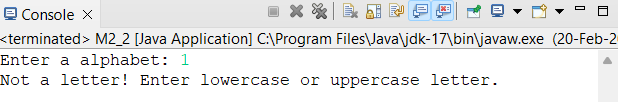 Console
<terminated> M2_2 [Java Application] C:\Program Files\Java\jdk-17\bin\javaw.exe (20-Feb-2
Enter a alphabet: 1
Not a letter! Enter lowercase or uppercase letter.